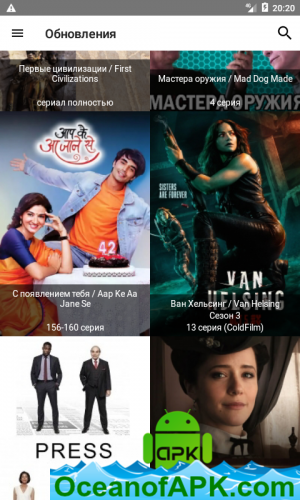 20:20
Обновления
Первые цивилизации / First
Civilizations
сериал полностью
Мастера оружия / Mad Dog Made
4 серия
МАСТЕРА ОРУЖИЯ
आप के
आ जाने से
42
С появлением тебя / Aap Ke Aa
Jane Se
156-160 серия
SISTERS
ARE FOREVER
VAN
HELSING
Ван Хельсинг / Van Helsing
Сезон 3
13 серия (ColdFilm)
PRESS
apk
OceanofAPK.com